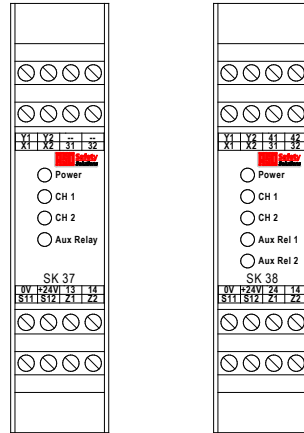 Y1 Y2 -- --
X1 X2 31 32
Safety
Power
CH 1
CH 2
Aux Relay
SK 37
0V +24V 13 14
S11 S12 Z1 Z2
Y1 Y2 41 42
X1 X2 31 32
Safety
Power
CH 1
CH 2
Aux Rel 1
Aux Rel 2
SK 38
0V +24V 24 14
S11 S12 Z1 Z2